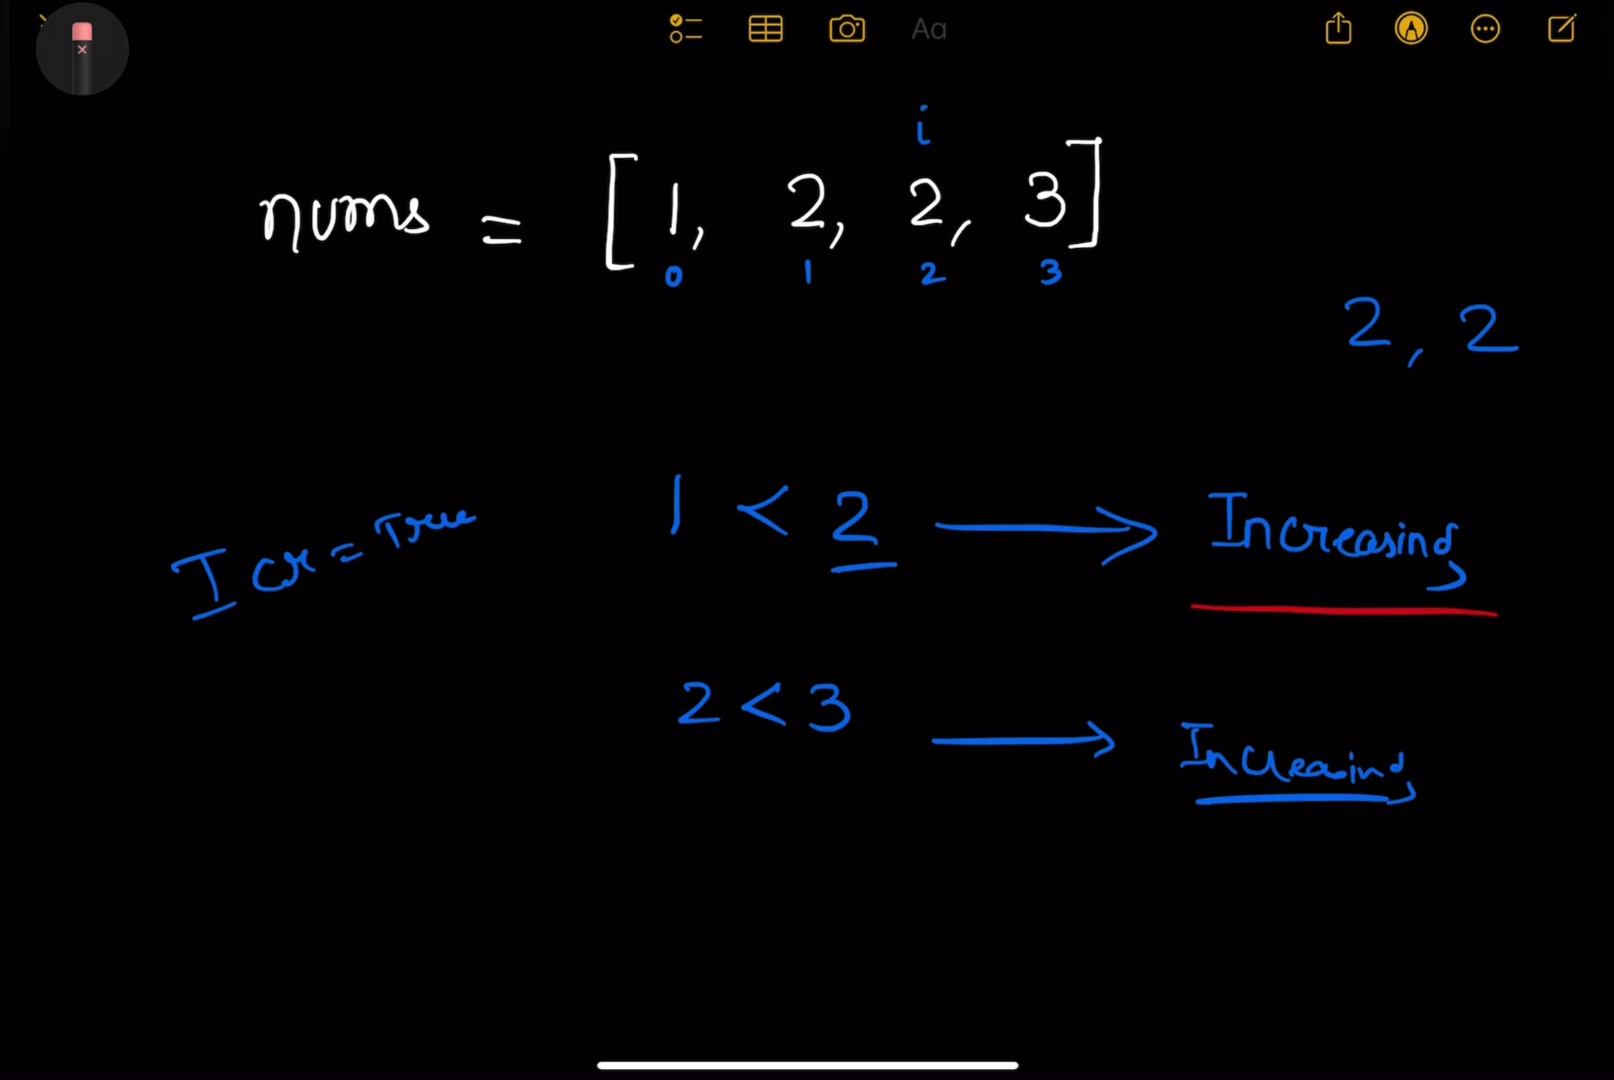 Aa
i
nums = [1, 2, 2, 3]
0 1 2 3
2, 2
1 < 2 → Increasing
Icr = True
2 < 3 → Increasing